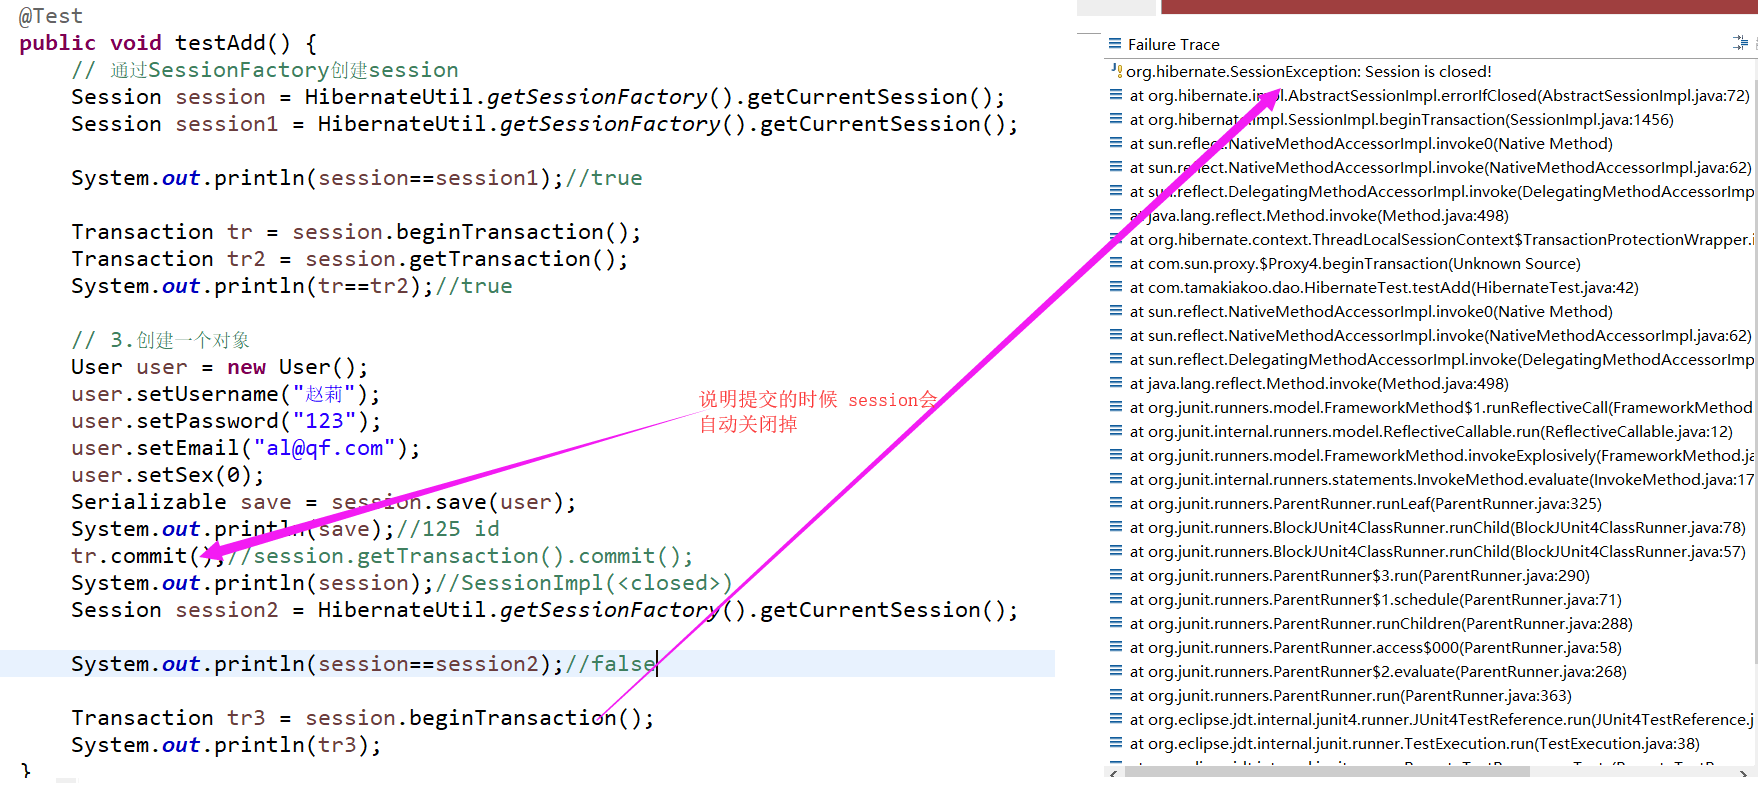 @Test
public void testAdd() {
// 通过SessionFactory创建session
Session session = HibernateUtil.getSessionFactory().getCurrentSession();
Session session1 = HibernateUtil.getSessionFactory().getCurrentSession();
System.out.println(session==session1);//true
Transaction tr = session.beginTransaction();
Transaction tr2 = session.getTransaction();
System.out.println(tr==tr2);//true
// 3.创建一个对象
User user = new User();
user.setUsername("赵莉");
user.setPassword("123");
user.setEmail("al@qf.com");
user.setSex(0);
Serializable save = session.save(user);
System.out.println(save);//125 id
tr.commit();//session.getTransaction().commit();
System.out.println(session);//SessionImpl(<closed>)
Session session2 = HibernateUtil.getSessionFactory().getCurrentSession();
System.out.println(session==session2);//false
Transaction tr3 = session.beginTransaction();
System.out.println(tr3);
}
说明提交的时候 session会
自动关闭掉
Failure Trace
org.hibernate.SessionException: Session is closed!
at org.hibernate.impl.AbstractSessionImpl.errorIfClosed(AbstractSessionImpl.java:72)
at org.hibernate.impl.SessionImpl.beginTransaction(SessionImpl.java:1456)
at sun.reflect.NativeMethodAccessorImpl.invoke0(Native Method)
at sun.reflect.NativeMethodAccessorImpl.invoke(NativeMethodAccessorImpl.java:62)
at sun.reflect.DelegatingMethodAccessorImpl.invoke(DelegatingMethodAccessorImp
at java.lang.reflect.Method.invoke(Method.java:498)
at org.hibernate.context.ThreadLocalSessionContext$TransactionProtectionWrapper.i
at com.sun.proxy.$Proxy4.beginTransaction(Unknown Source)
at com.tamakiakoo.dao.HibernateTest.testAdd(HibernateTest.java:42)
at sun.reflect.NativeMethodAccessorImpl.invoke0(Native Method)
at sun.reflect.NativeMethodAccessorImpl.invoke(NativeMethodAccessorImpl.java:62)
at sun.reflect.DelegatingMethodAccessorImpl.invoke(DelegatingMethodAccessorImp
at java.lang.reflect.Method.invoke(Method.java:498)
at org.junit.runners.model.FrameworkMethod$1.runReflectiveCall(FrameworkMethod
at org.junit.internal.runners.model.ReflectiveCallable.run(ReflectiveCallable.java:12)
at org.junit.runners.model.FrameworkMethod.invokeExplosively(FrameworkMethod.ja
at org.junit.internal.runners.statements.InvokeMethod.evaluate(InvokeMethod.java:17
at org.junit.runners.ParentRunner.runLeaf(ParentRunner.java:325)
at org.junit.runners.BlockJUnit4ClassRunner.runChild(BlockJUnit4ClassRunner.java:78)
at org.junit.runners.BlockJUnit4ClassRunner.runChild(BlockJUnit4ClassRunner.java:57)
at org.junit.runners.ParentRunner$3.run(ParentRunner.java:290)
at org.junit.runners.ParentRunner$1.schedule(ParentRunner.java:71)
at org.junit.runners.ParentRunner.runChildren(ParentRunner.java:288)
at org.junit.runners.ParentRunner.access$000(ParentRunner.java:58)
at org.junit.runners.ParentRunner$2.evaluate(ParentRunner.java:268)
at org.junit.runners.ParentRunner.run(ParentRunner.java:363)
at org.eclipse.jdt.internal.junit4.runner.JUnit4TestReference.run(JUnit4TestReference.j
at org.eclipse.jdt.internal.junit.runner.TestExecution.run(TestExecution.java:38)